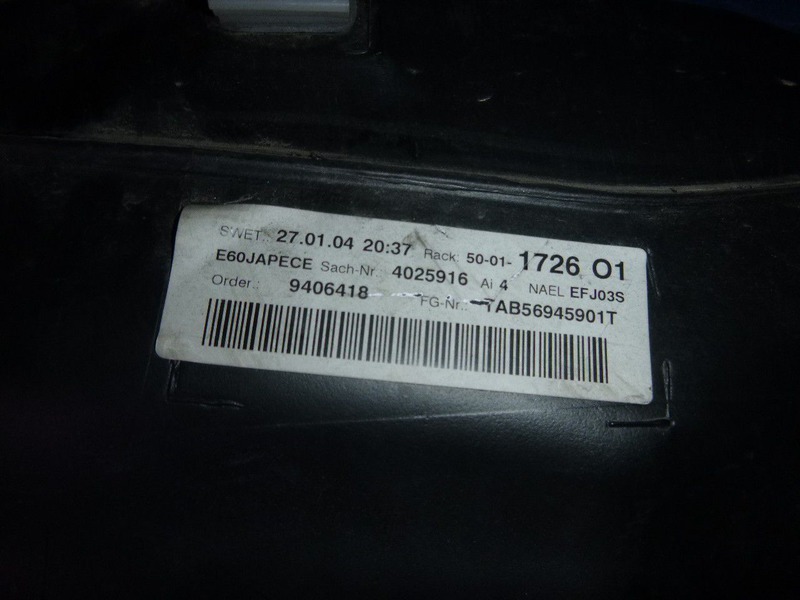 SWET.: 27.01.04 20:37 Rack: 50-01- 1726 01
E60JAPECE Sach-Nr. 4025916 Ai 4 NAEL EFJ03S
Order.: 9406418 FG-Nr.: TAB56945901T